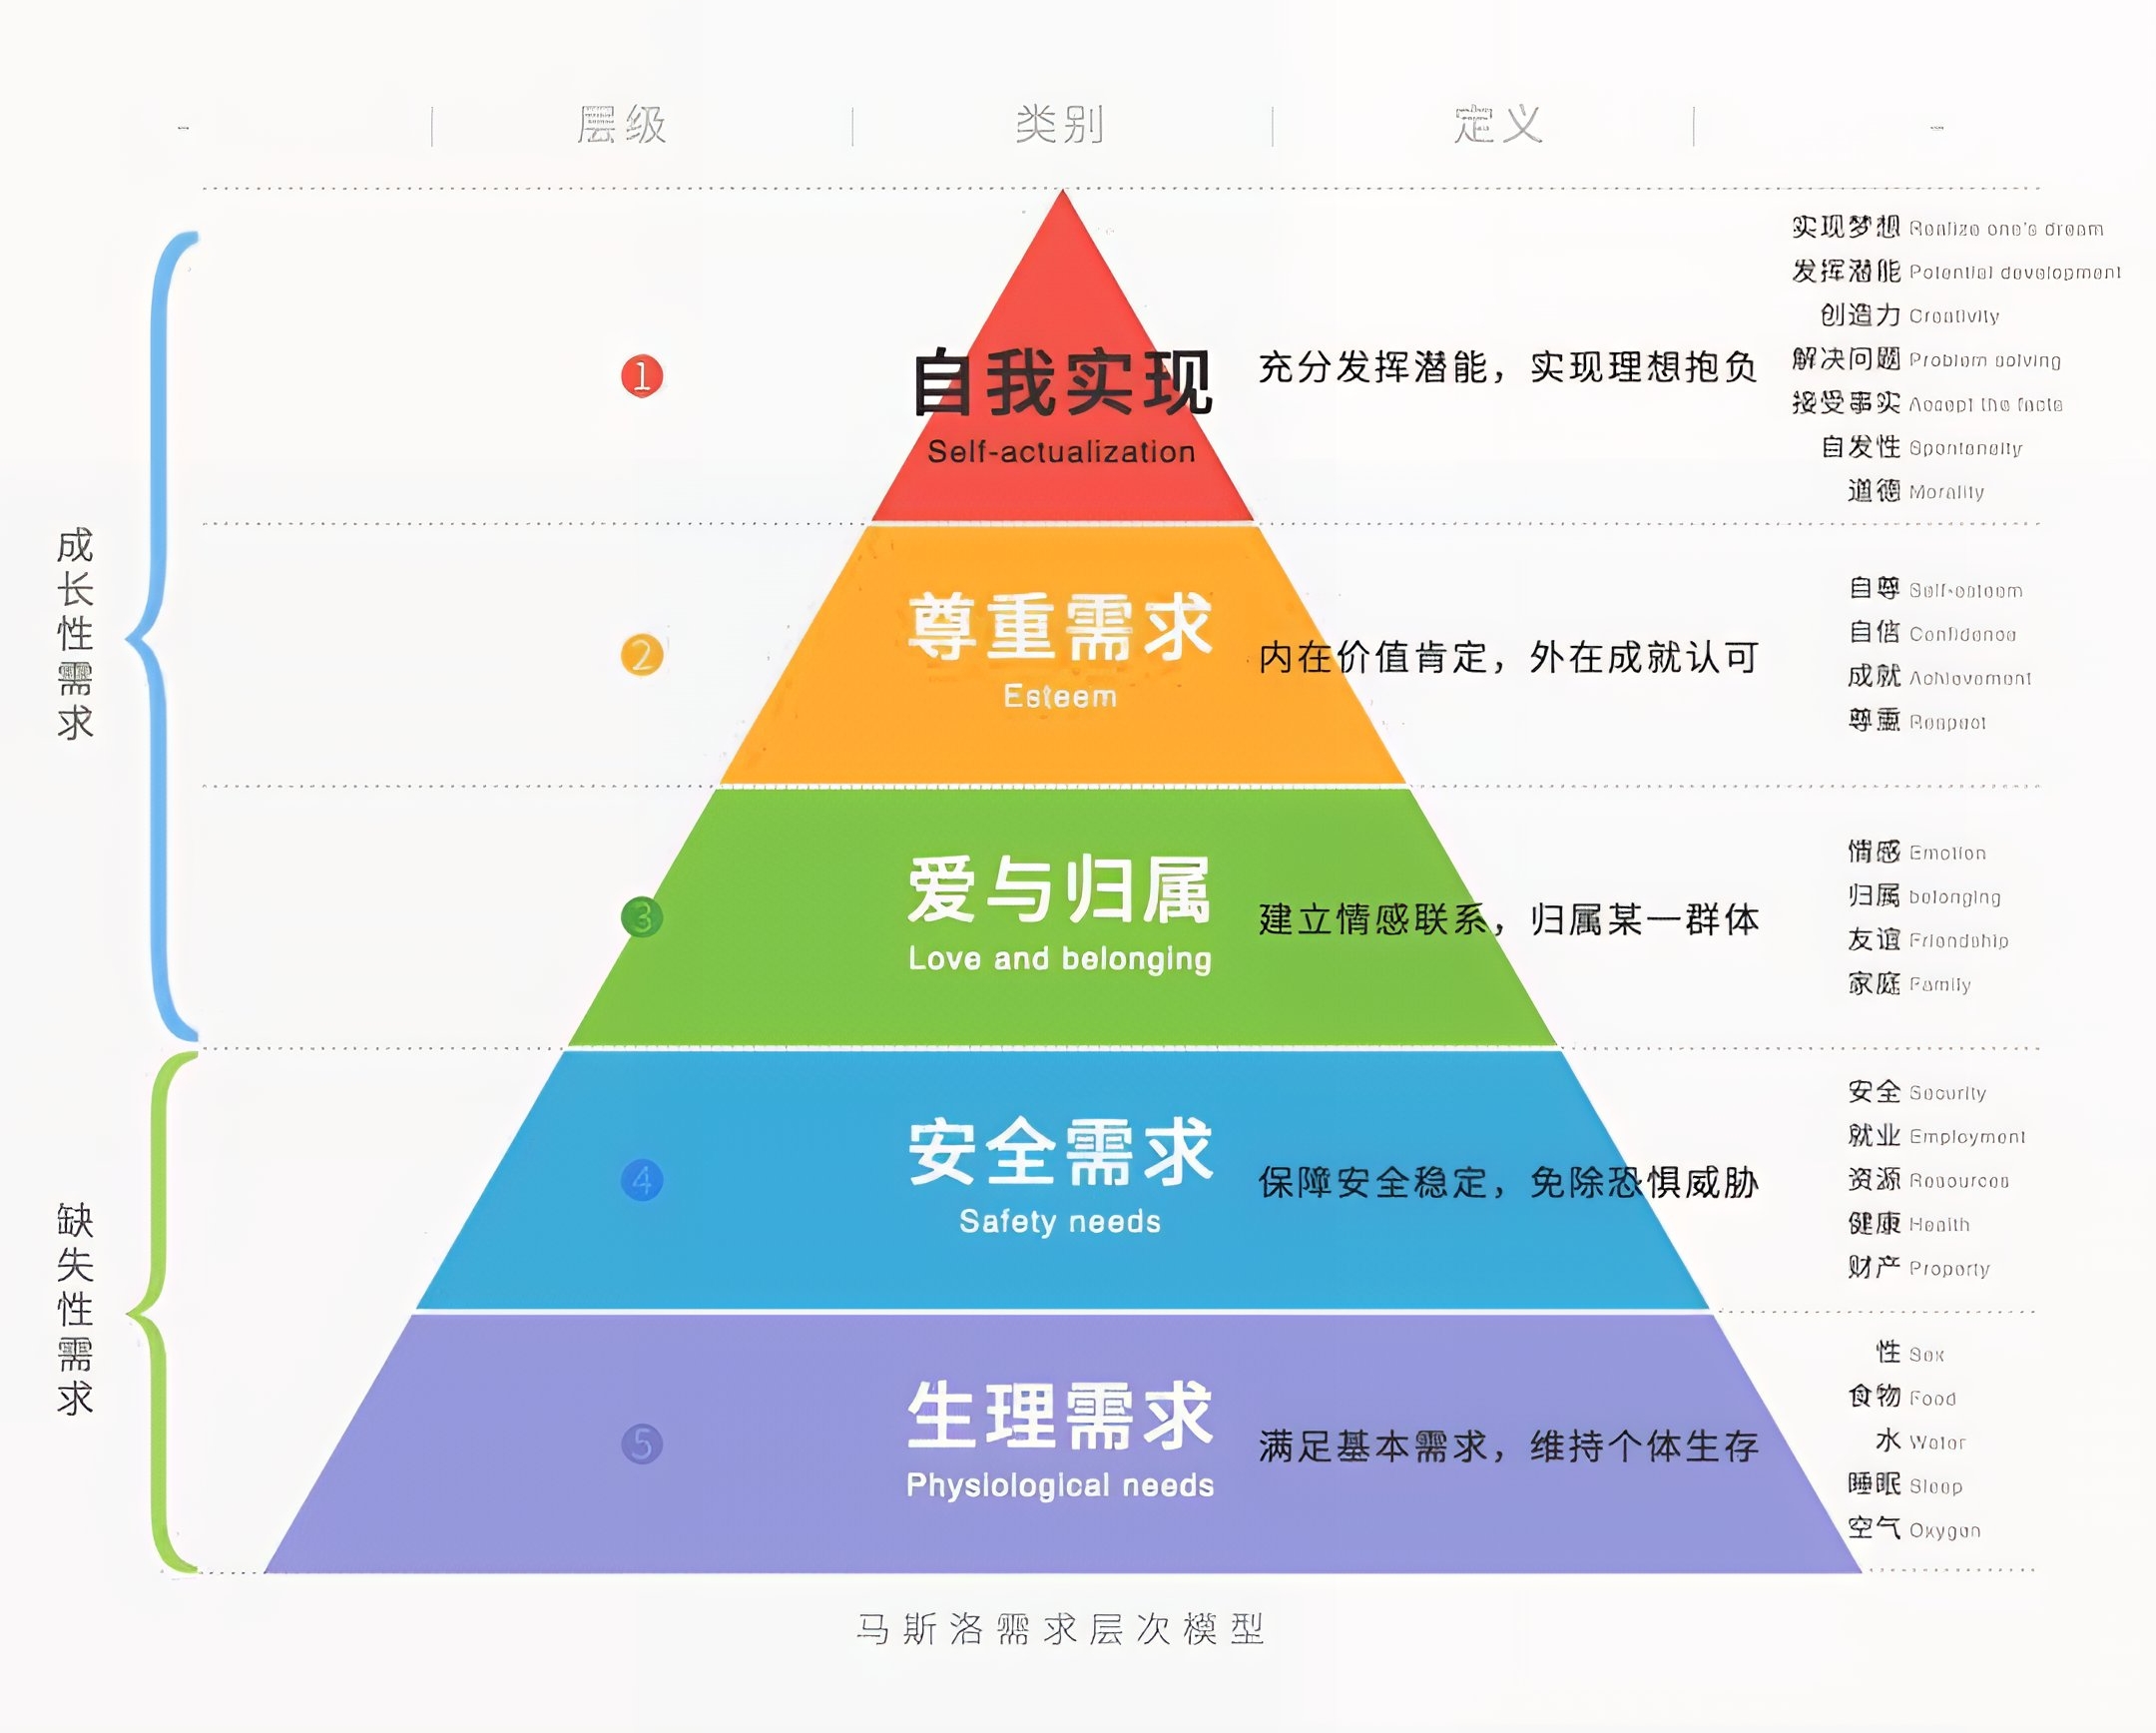 层级 类别 定义
成长性需求
1
自我实现
Self-actualization
充分发挥潜能，实现理想抱负
实现梦想 Realize one's dream
发挥潜能 Potential development
创造力 Creativity
解决问题 Problem solving
接受事实 Accept the facts
自发性 Spontaneity
道德 Morality
2
尊重需求
Esteem
内在价值肯定，外在成就认可
自尊 Self-esteem
自信 Confidence
成就 Achievement
尊重 Respect
3
爱与归属
Love and belonging
建立情感联系，归属某一群体
情感 Emotion
归属 belonging
友谊 Friendship
家庭 Family
缺失性需求
4
安全需求
Safety needs
保障安全稳定，免除恐惧威胁
安全 Security
就业 Employment
资源 Resources
健康 Health
财产 Property
5
生理需求
Physiological needs
满足基本需求，维持个体生存
性 Sex
食物 Food
水 Water
睡眠 Sleep
空气 Oxygen
马斯洛需求层次模型